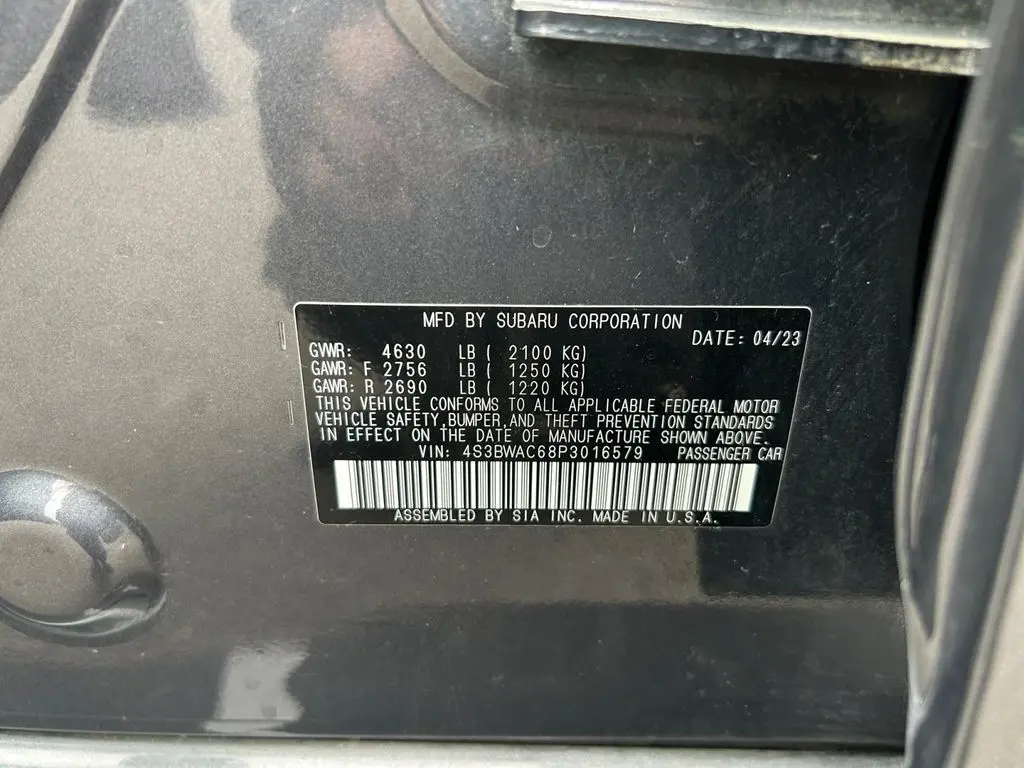 MFD BY SUBARU CORPORATION
DATE: 04/23
GVWR: 4630 LB ( 2100 KG)
GAWR: F 2756 LB ( 1250 KG)
GAWR: R 2690 LB ( 1220 KG)
THIS VEHICLE CONFORMS TO ALL APPLICABLE FEDERAL MOTOR
VEHICLE SAFETY,BUMPER,AND THEFT PREVENTION STANDARDS
IN EFFECT ON THE DATE OF MANUFACTURE SHOWN ABOVE.
VIN: 4S3BWAC68P3016579 PASSENGER CAR
ASSEMBLED BY SIA INC. MADE IN U.S.A.